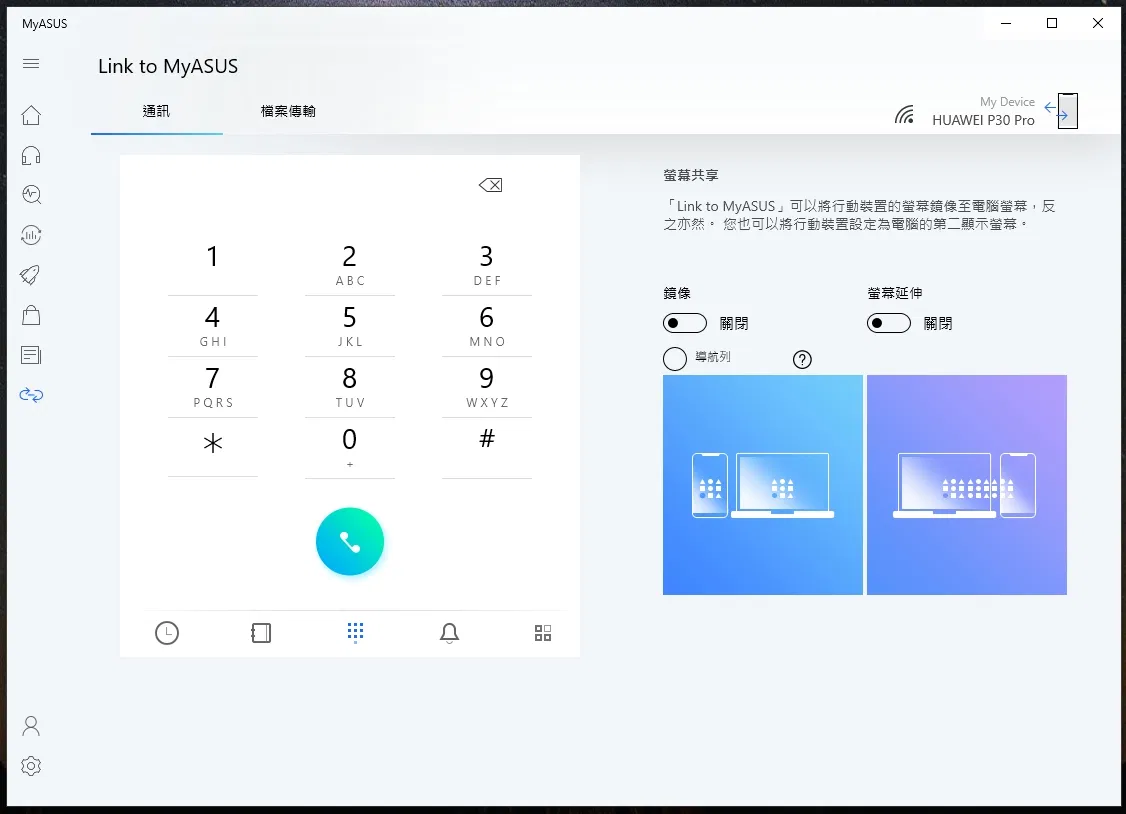 MyASUS
Link to MyASUS
通訊
檔案傳輸
My Device
HUAWEI P30 Pro
1
2
ABC
3
DEF
4
GHI
5
JKL
6
MNO
7
PQRS
8
TUV
9
WXYZ
*
0
+
#
螢幕共享
「Link to MyASUS」可以將行動裝置的螢幕鏡像至電腦螢幕，反
之亦然。 您也可以將行動裝置設定為電腦的第二顯示螢幕。
鏡像
螢幕延伸
關閉
關閉
導航列
?